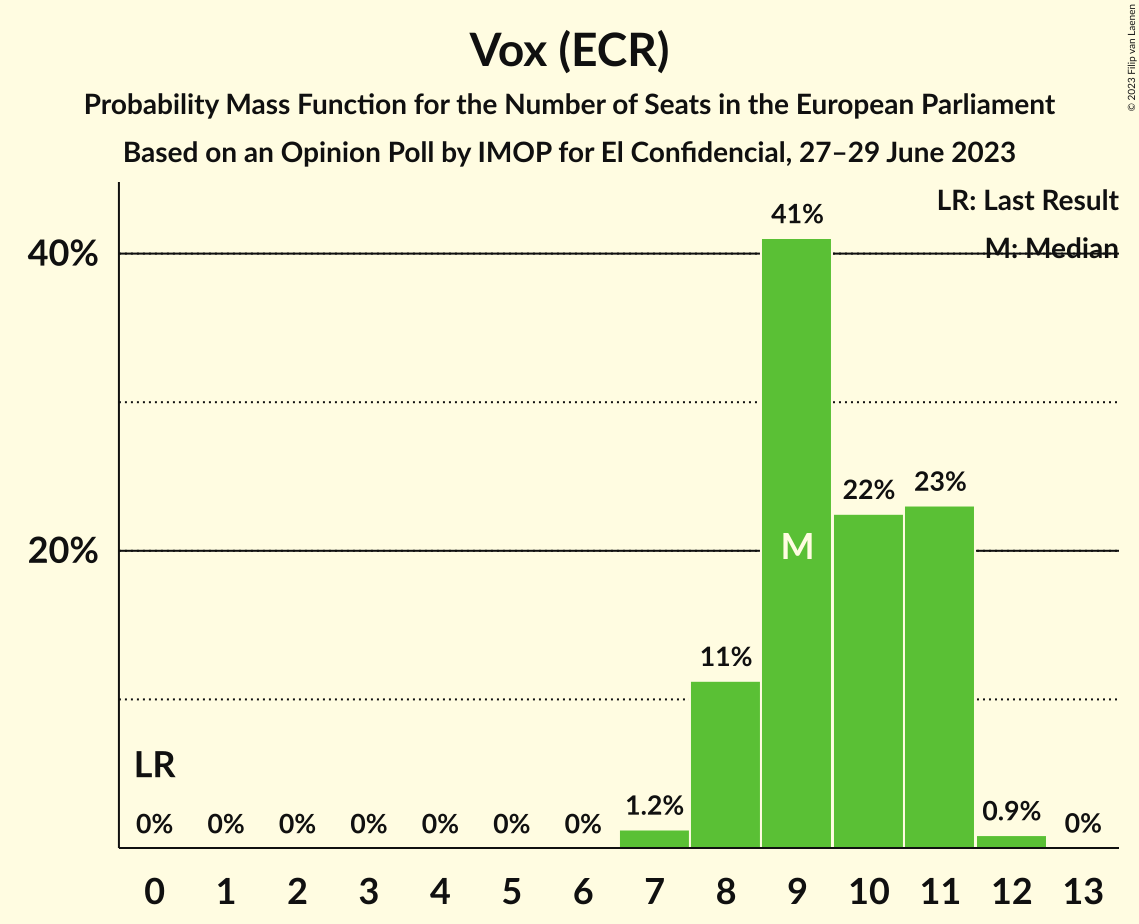 Vox (ECR)
Probability Mass Function for the Number of Seats in the European Parliament
Based on an Opinion Poll by IMOP for El Confidencial, 27–29 June 2023
© 2023 Filip van Laenen
LR: Last Result
M: Median
41%
40%
23%
22%
20%
M
11%
LR
1.2%
0.9%
0% 0% 0% 0% 0% 0% 0% 0%
0 1 2 3 4 5 6 7 8 9 10 11 12 13